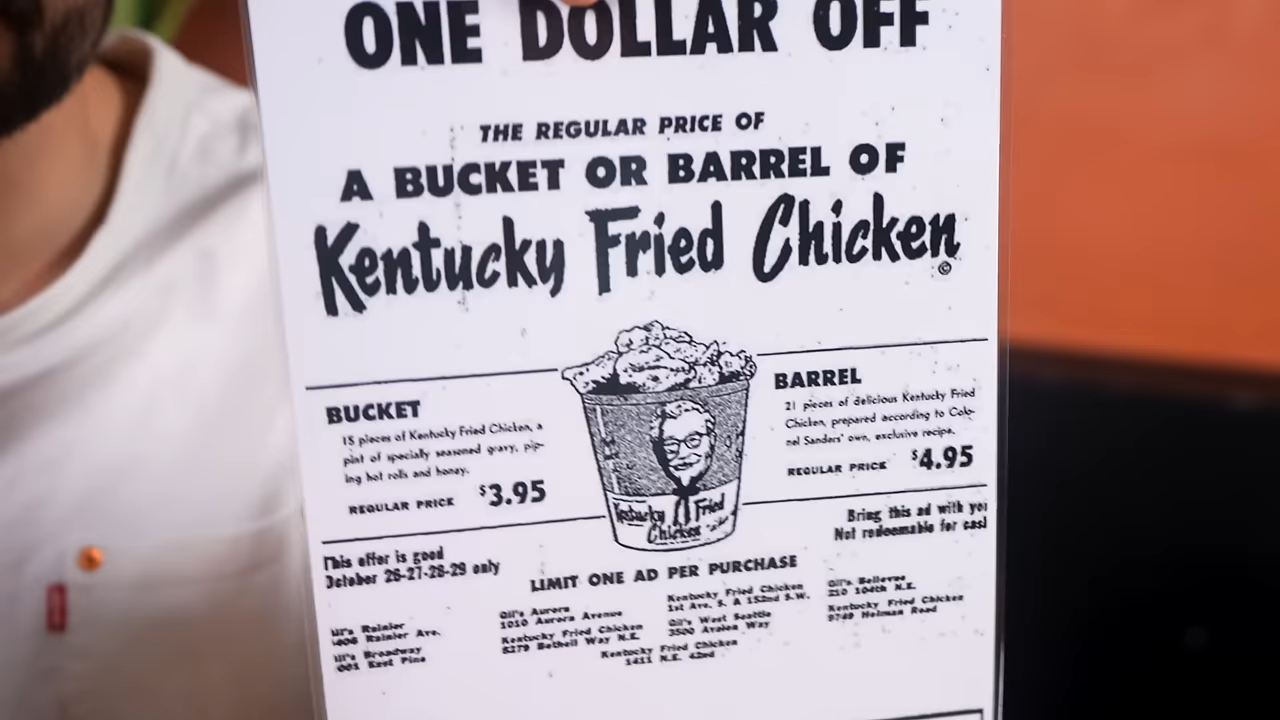 ONE DOLLAR OFF
THE REGULAR PRICE OF
A BUCKET OR BARREL OF
Kentucky Fried Chicken
©
BUCKET
15 pieces of Kentucky Fried Chicken, a
pint of specially seasoned gravy, pip-
ing hot rolls and honey.
REGULAR PRICE $3.95
BARREL
21 pieces of delicious Kentucky Fried
Chicken, prepared according to Colo-
nel Sanders' own, exclusive recipe.
REGULAR PRICE $4.95
Kentucky Fried
Chicken
This offer is good
October 26-27-28-29 only
Bring this ad with you
Not redeemable for cash
LIMIT ONE AD PER PURCHASE
Rainier
Rainier Ave.
Broadway
East Pine
Gil's Aurora
1010 Aurora Avenue
Kentucky Fried Chicken
8279 Bothell Way N.E.
Kentucky Fried Chicken
1st Ave. S. & 152nd S.W.
Gil's West Seattle
3500 Avalon Way
Kentucky Fried Chicken
1411 N.E. 42nd
Gil's Bellevue
210 104th N.E.
Kentucky Fried Chicken
9749 Holman Road